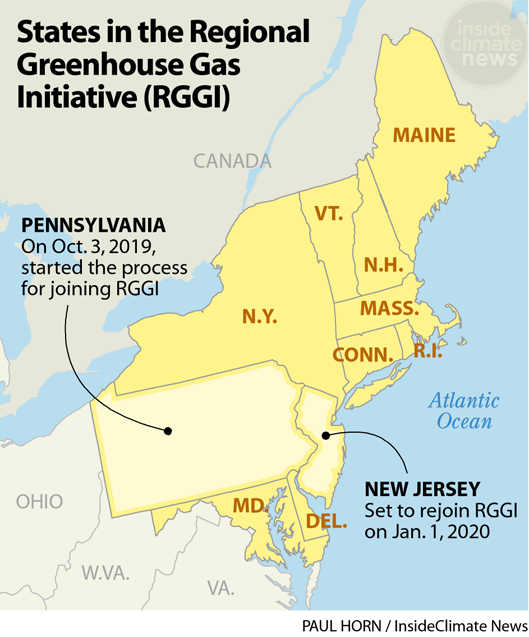 States in the Regional
Greenhouse Gas
Initiative (RGGI)
inside
climate
news
CANADA
MAINE
PENNSYLVANIA
On Oct. 3, 2019,
started the process
for joining RGGI
VT.
N.H.
N.Y.
MASS.
CONN.
R.I.
Atlantic
Ocean
NEW JERSEY
Set to rejoin RGGI
on Jan. 1, 2020
OHIO
MD.
DEL.
W.VA.
VA.
PAUL HORN / InsideClimate News